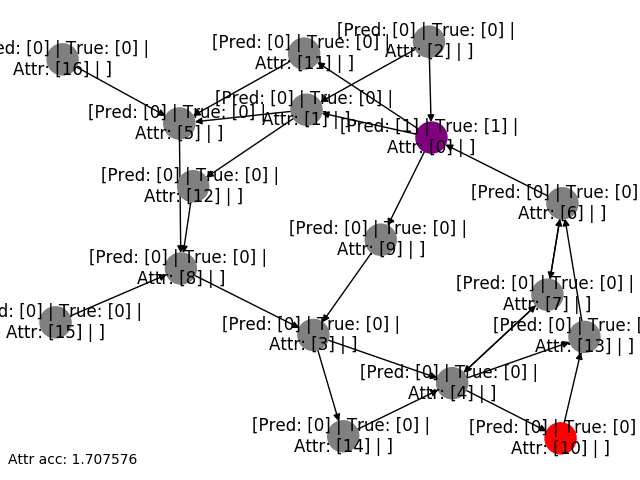 [Pred: [0] | True: [0] |
Attr: [2] | ]
[Pred: [0] | True: [0] |
Attr: [11] | ]
ed: [0] | True: [0] |
Attr: [16] | ]
[Pred: [0] | True: [0] |
Attr: [1] | ]
[Pred: [0] | True: [0] |
Attr: [5] | ]
[Pred: [1] | True: [1] |
Attr: [0] | ]
[Pred: [0] | True: [0] |
Attr: [12] | ]
[Pred: [0] | True: [0]
Attr: [6] | ]
[Pred: [0] | True: [0] |
Attr: [9] | ]
[Pred: [0] | True: [0] |
Attr: [8] | ]
[Pred: [0] | True: [0] |
Attr: [7] | ]
d: [0] | True: [0] |
Attr: [15] | ]
[Pred: [0] | True: [0] |
Attr: [3] | ]
[Pred: [0] | True: [0]
Attr: [13] | ]
[Pred: [0] | True: [0] |
Attr: [4] | ]
[Pred: [0] | True: [0] |
Attr: [14] | ]
[Pred: [0] | True: [0]
Attr: [10] | ]
Attr acc: 1.707576